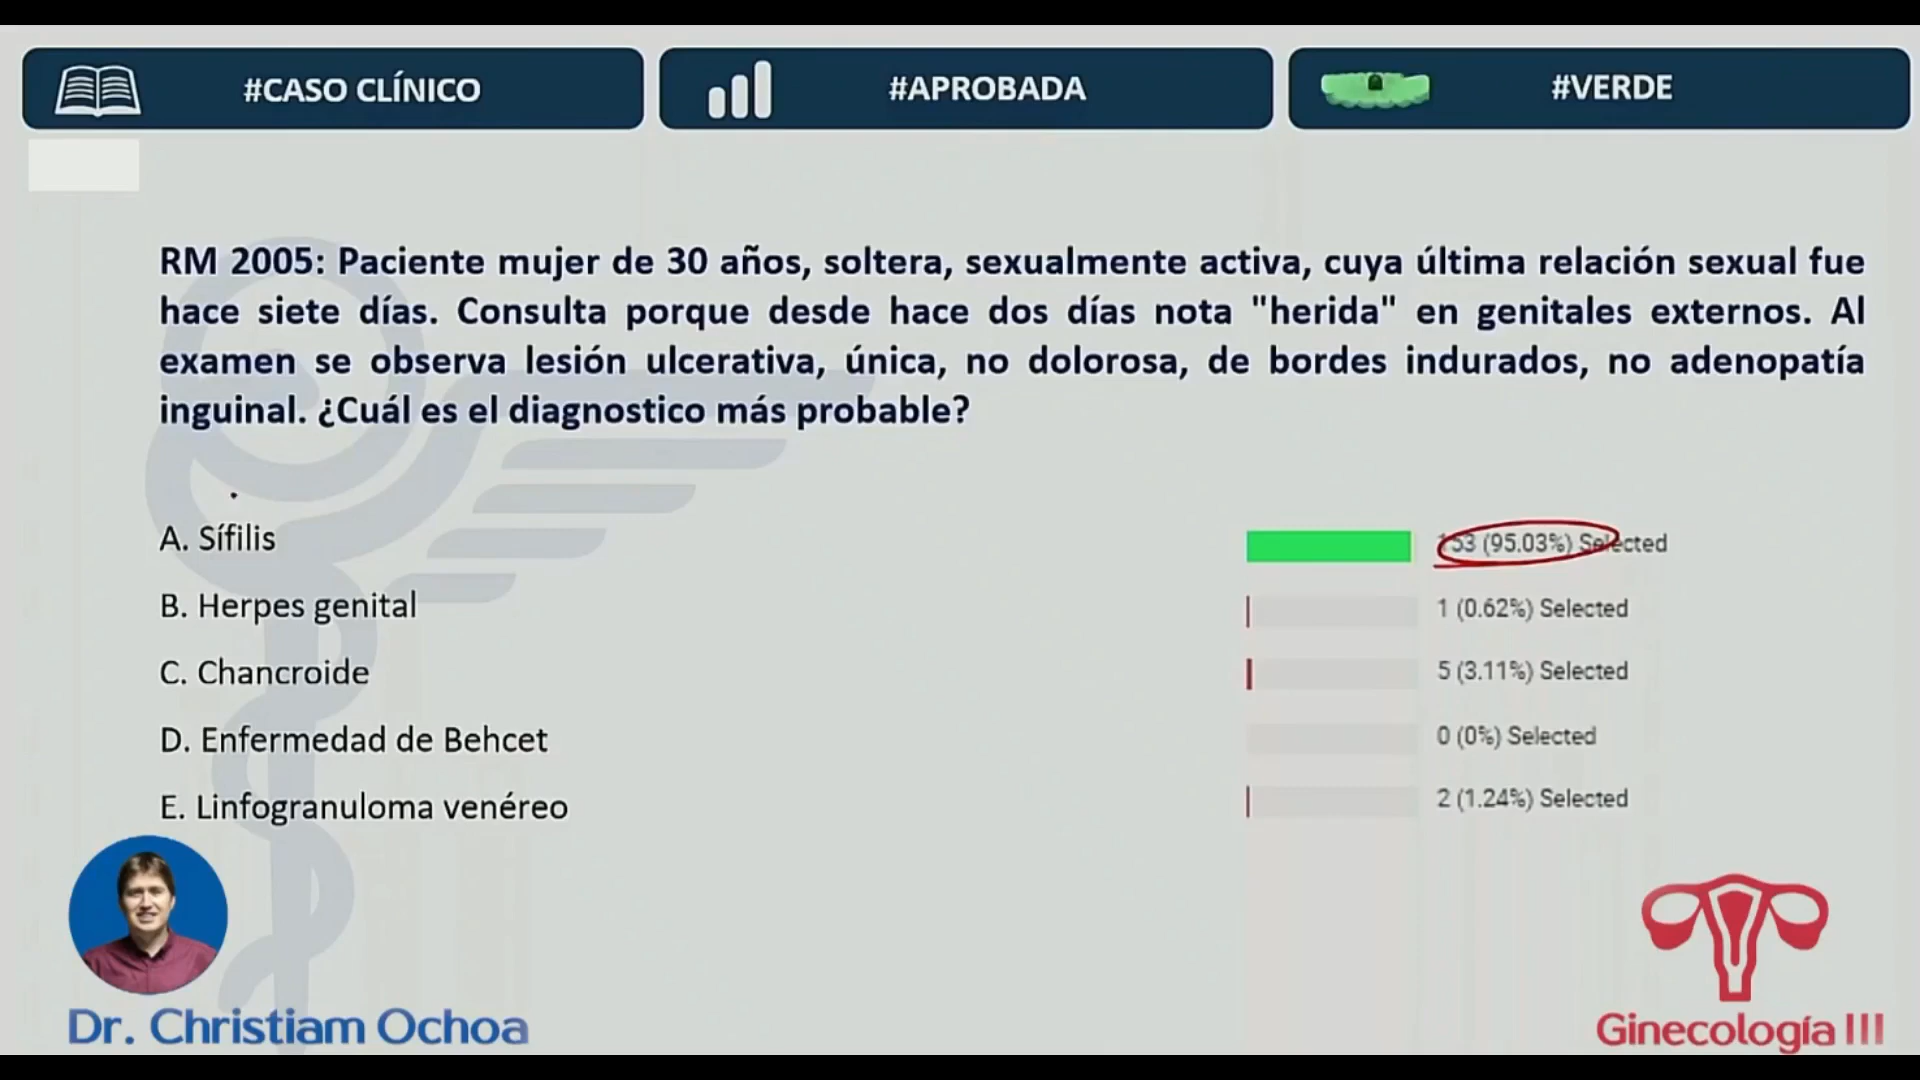 #CASO CLÍNICO
#APROBADA
#VERDE
RM 2005: Paciente mujer de 30 años, soltera, sexualmente activa, cuya última relación sexual fue
hace siete días. Consulta porque desde hace dos días nota "herida" en genitales externos. Al
examen se observa lesión ulcerativa, única, no dolorosa, de bordes indurados, no adenopatía
inguinal. ¿Cuál es el diagnostico más probable?
A. Sífilis
153 (95.03%) Selected
B. Herpes genital
1 (0.62%) Selected
C. Chancroide
5 (3.11%) Selected
D. Enfermedad de Behcet
0 (0%) Selected
E. Linfogranuloma venéreo
2 (1.24%) Selected
Dr. Christiam Ochoa
Ginecología III